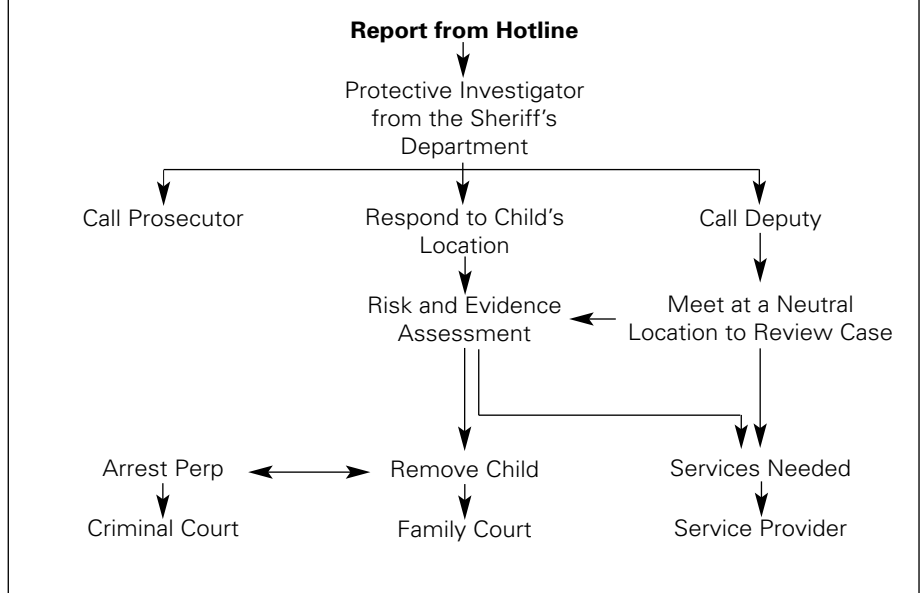 Report from Hotline
Protective Investigator
from the Sheriff's
Department
Call Prosecutor
Respond to Child's
Location
Call Deputy
Risk and Evidence
Assessment
Meet at a Neutral
Location to Review Case
Arrest Perp
Remove Child
Services Needed
Criminal Court
Family Court
Service Provider